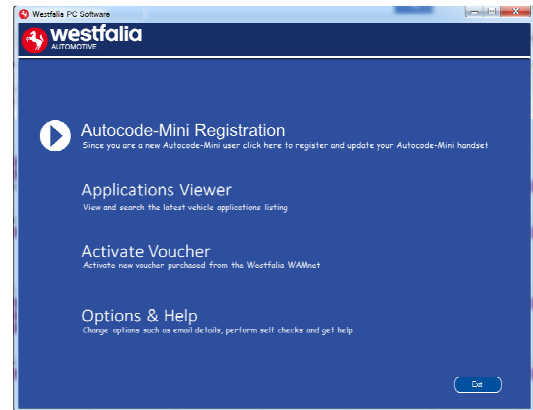 Westfalia PC Software
westfalia
AUTOMOTIVE
Autocode-Mini Registration
Since you are a new Autocode-Mini user click here to register and update your Autocode-Mini handset
Applications Viewer
View and search the latest vehicle applications listing
Activate Voucher
Activate new voucher purchased from the Westfalia WAMnet
Options & Help
Change options such as email details, perform self checks and get help
Exit